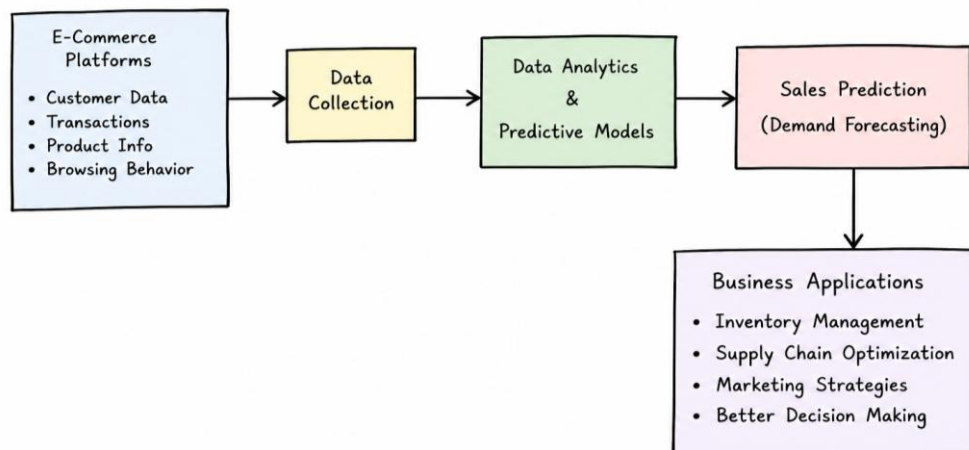 E-Commerce
Platforms
• Customer Data
• Transactions
• Product Info
• Browsing Behavior
Data
Collection
Data Analytics
&
Predictive Models
Sales Prediction
(Demand Forecasting)
Business Applications
• Inventory Management
• Supply Chain Optimization
• Marketing Strategies
• Better Decision Making